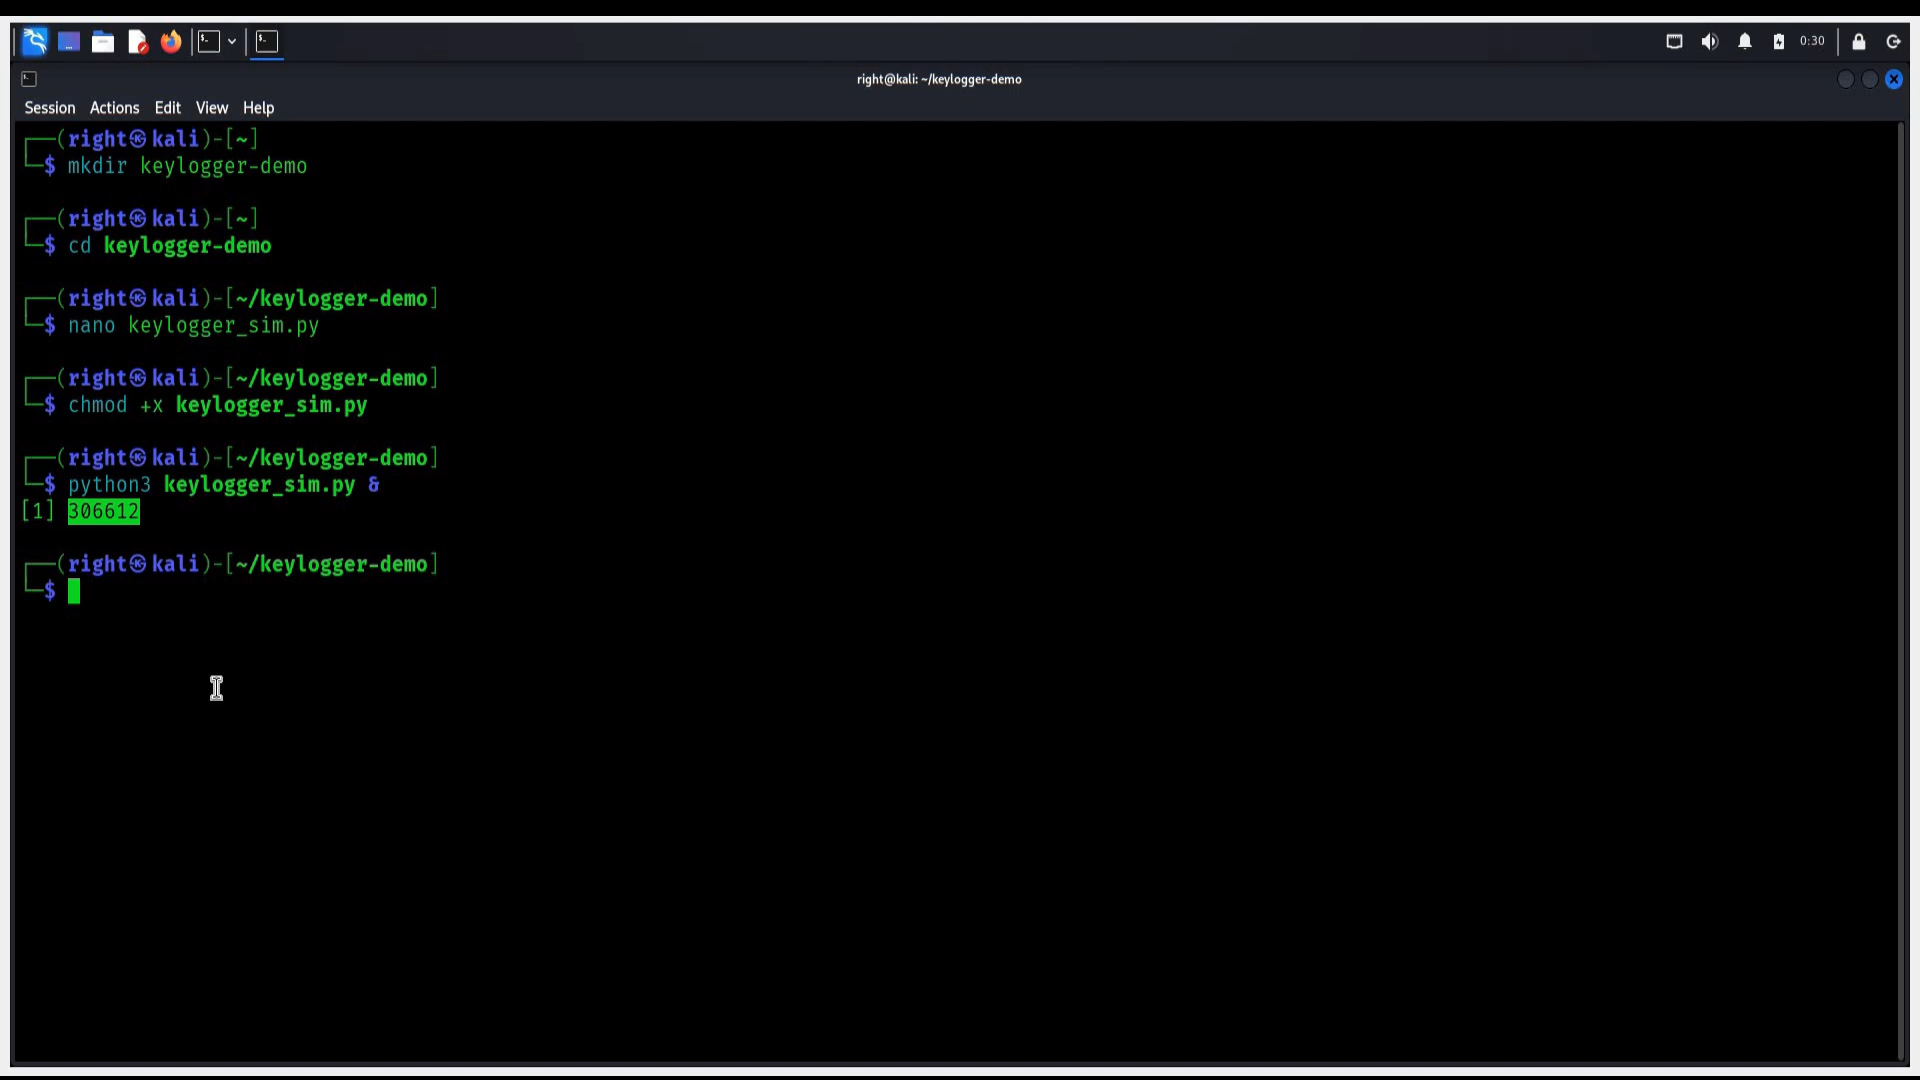 0:30
right@kali: ~/keylogger-demo
Session Actions Edit View Help
┌──(right㉿kali)-[~]
└─$ mkdir keylogger-demo
┌──(right㉿kali)-[~]
└─$ cd keylogger-demo
┌──(right㉿kali)-[~/keylogger-demo]
└─$ nano keylogger_sim.py
┌──(right㉿kali)-[~/keylogger-demo]
└─$ chmod +x keylogger_sim.py
┌──(right㉿kali)-[~/keylogger-demo]
└─$ python3 keylogger_sim.py &
[1] 306612
┌──(right㉿kali)-[~/keylogger-demo]
└─$